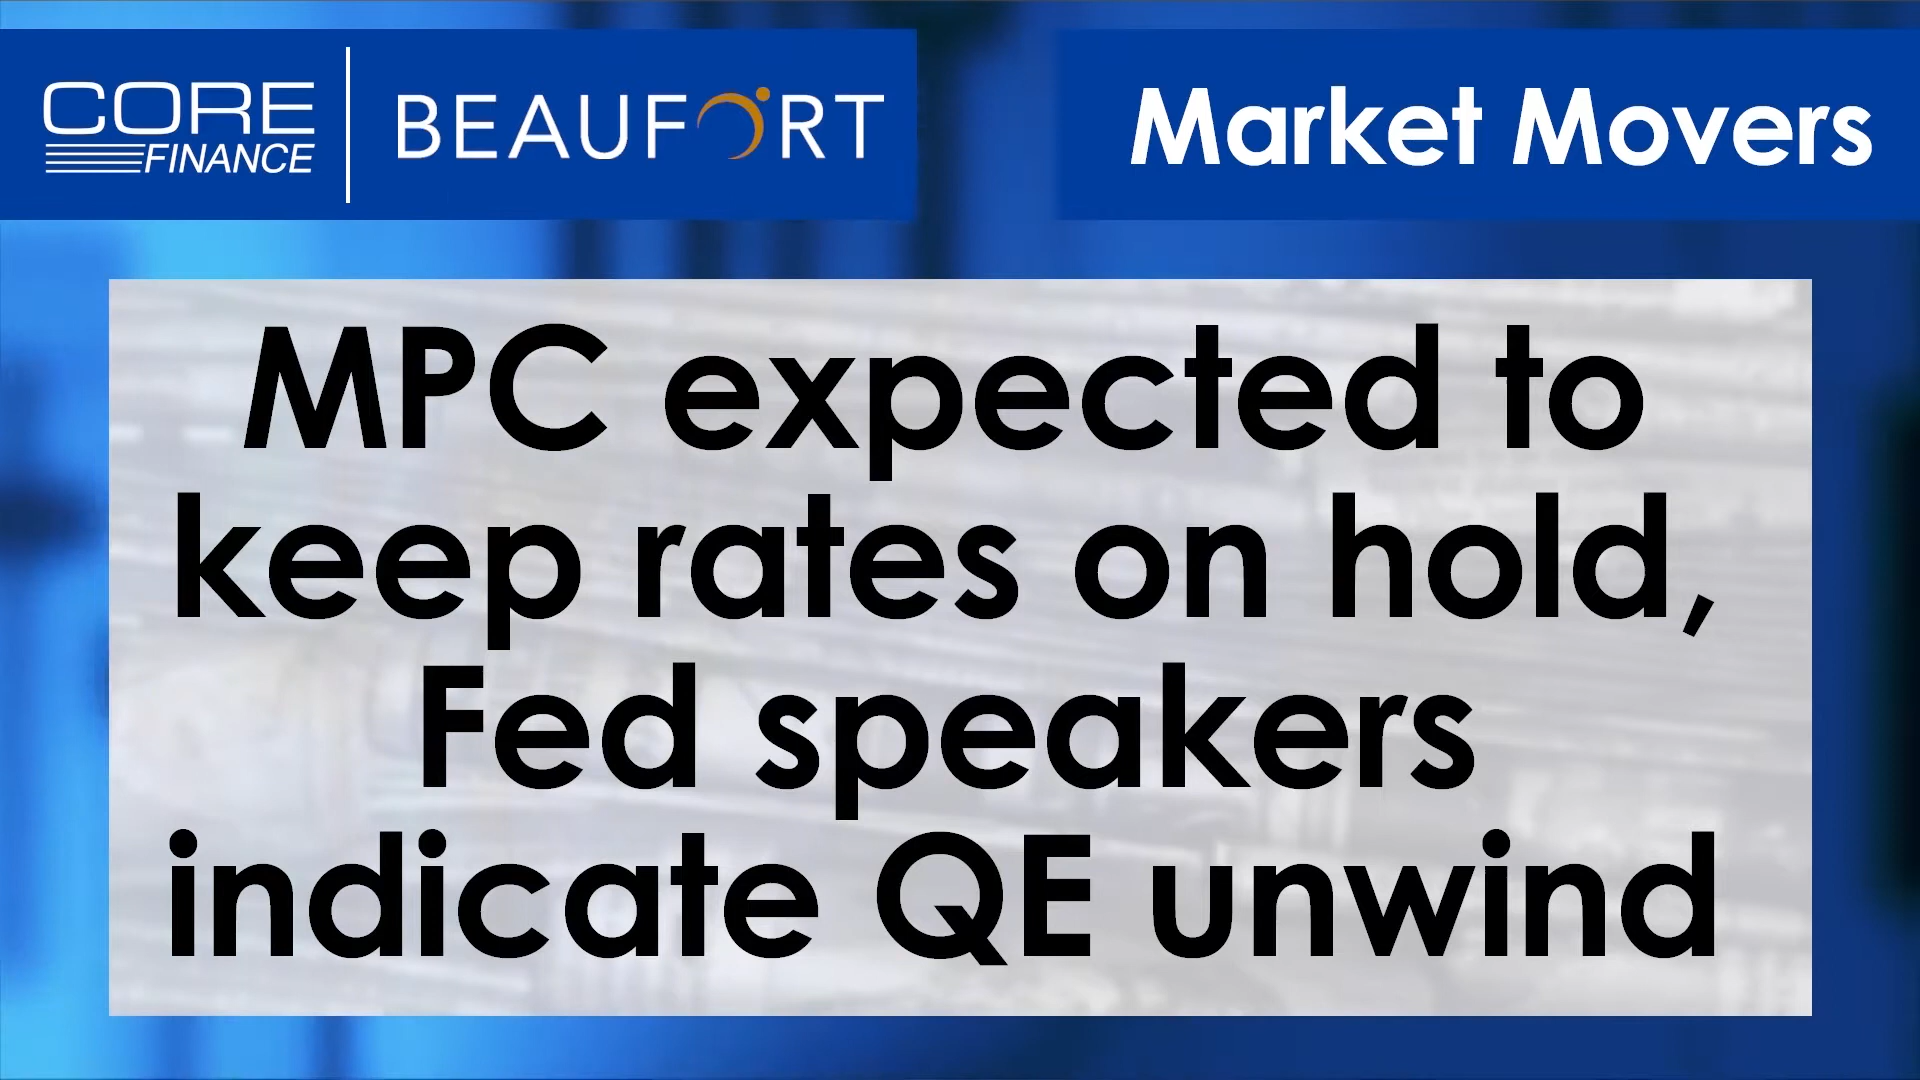 CORE
FINANCE
BEAUFORT
Market Movers
MPC expected to
keep rates on hold,
Fed speakers
indicate QE unwind